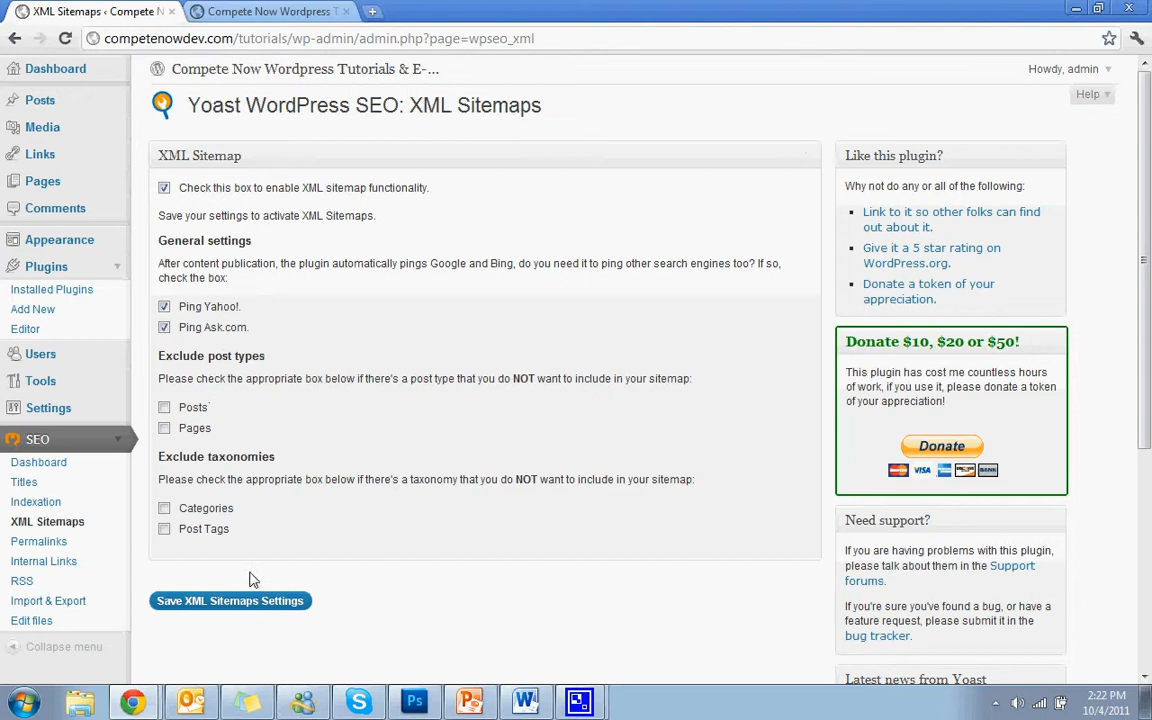 XML Sitemaps ‹ Compete N
Compete Now Wordpress T
competenowdev.com/tutorials/wp-admin/admin.php?page=wpseo_xml
Dashboard
Posts
Media
Links
Pages
Comments
Appearance
Plugins
Installed Plugins
Add New
Editor
Users
Tools
Settings
SEO
Dashboard
Titles
Indexation
XML Sitemaps
Permalinks
Internal Links
RSS
Import & Export
Edit files
Collapse menu
Compete Now Wordpress Tutorials & E-...
Howdy, admin
Help
Yoast WordPress SEO: XML Sitemaps
XML Sitemap
Check this box to enable XML sitemap functionality.
Save your settings to activate XML Sitemaps.
General settings
After content publication, the plugin automatically pings Google and Bing, do you need it to ping other search engines too? If so,
check the box:
Ping Yahoo!.
Ping Ask.com.
Exclude post types
Please check the appropriate box below if there's a post type that you do NOT want to include in your sitemap:
Posts
Pages
Exclude taxonomies
Please check the appropriate box below if there's a taxonomy that you do NOT want to include in your sitemap:
Categories
Post Tags
Save XML Sitemaps Settings
Like this plugin?
Why not do any or all of the following:
Link to it so other folks can find
out about it.
Give it a 5 star rating on
WordPress.org.
Donate a token of your
appreciation.
Donate $10, $20 or $50!
This plugin has cost me countless hours
of work, if you use it, please donate a token
of your appreciation!
Donate
VISA
BANK
Need support?
If you are having problems with this plugin,
please talk about them in the Support
forums.
If you're sure you've found a bug, or have a
feature request, please submit it in the
bug tracker.
Latest news from Yoast
Ps
2:22 PM
10/4/2011